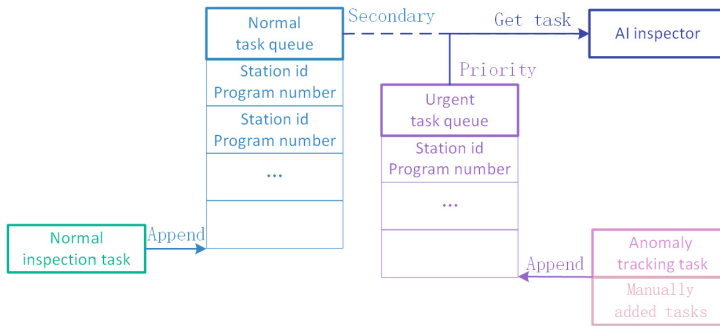 Normal
task queue
Secondary
Get task
AI inspector
Station id
Program number
Station id
Program number
...
Priority
Urgent
task queue
Station id
Program number
...
Normal
inspection task
Append
Append
Anomaly
tracking task
Manually
added tasks